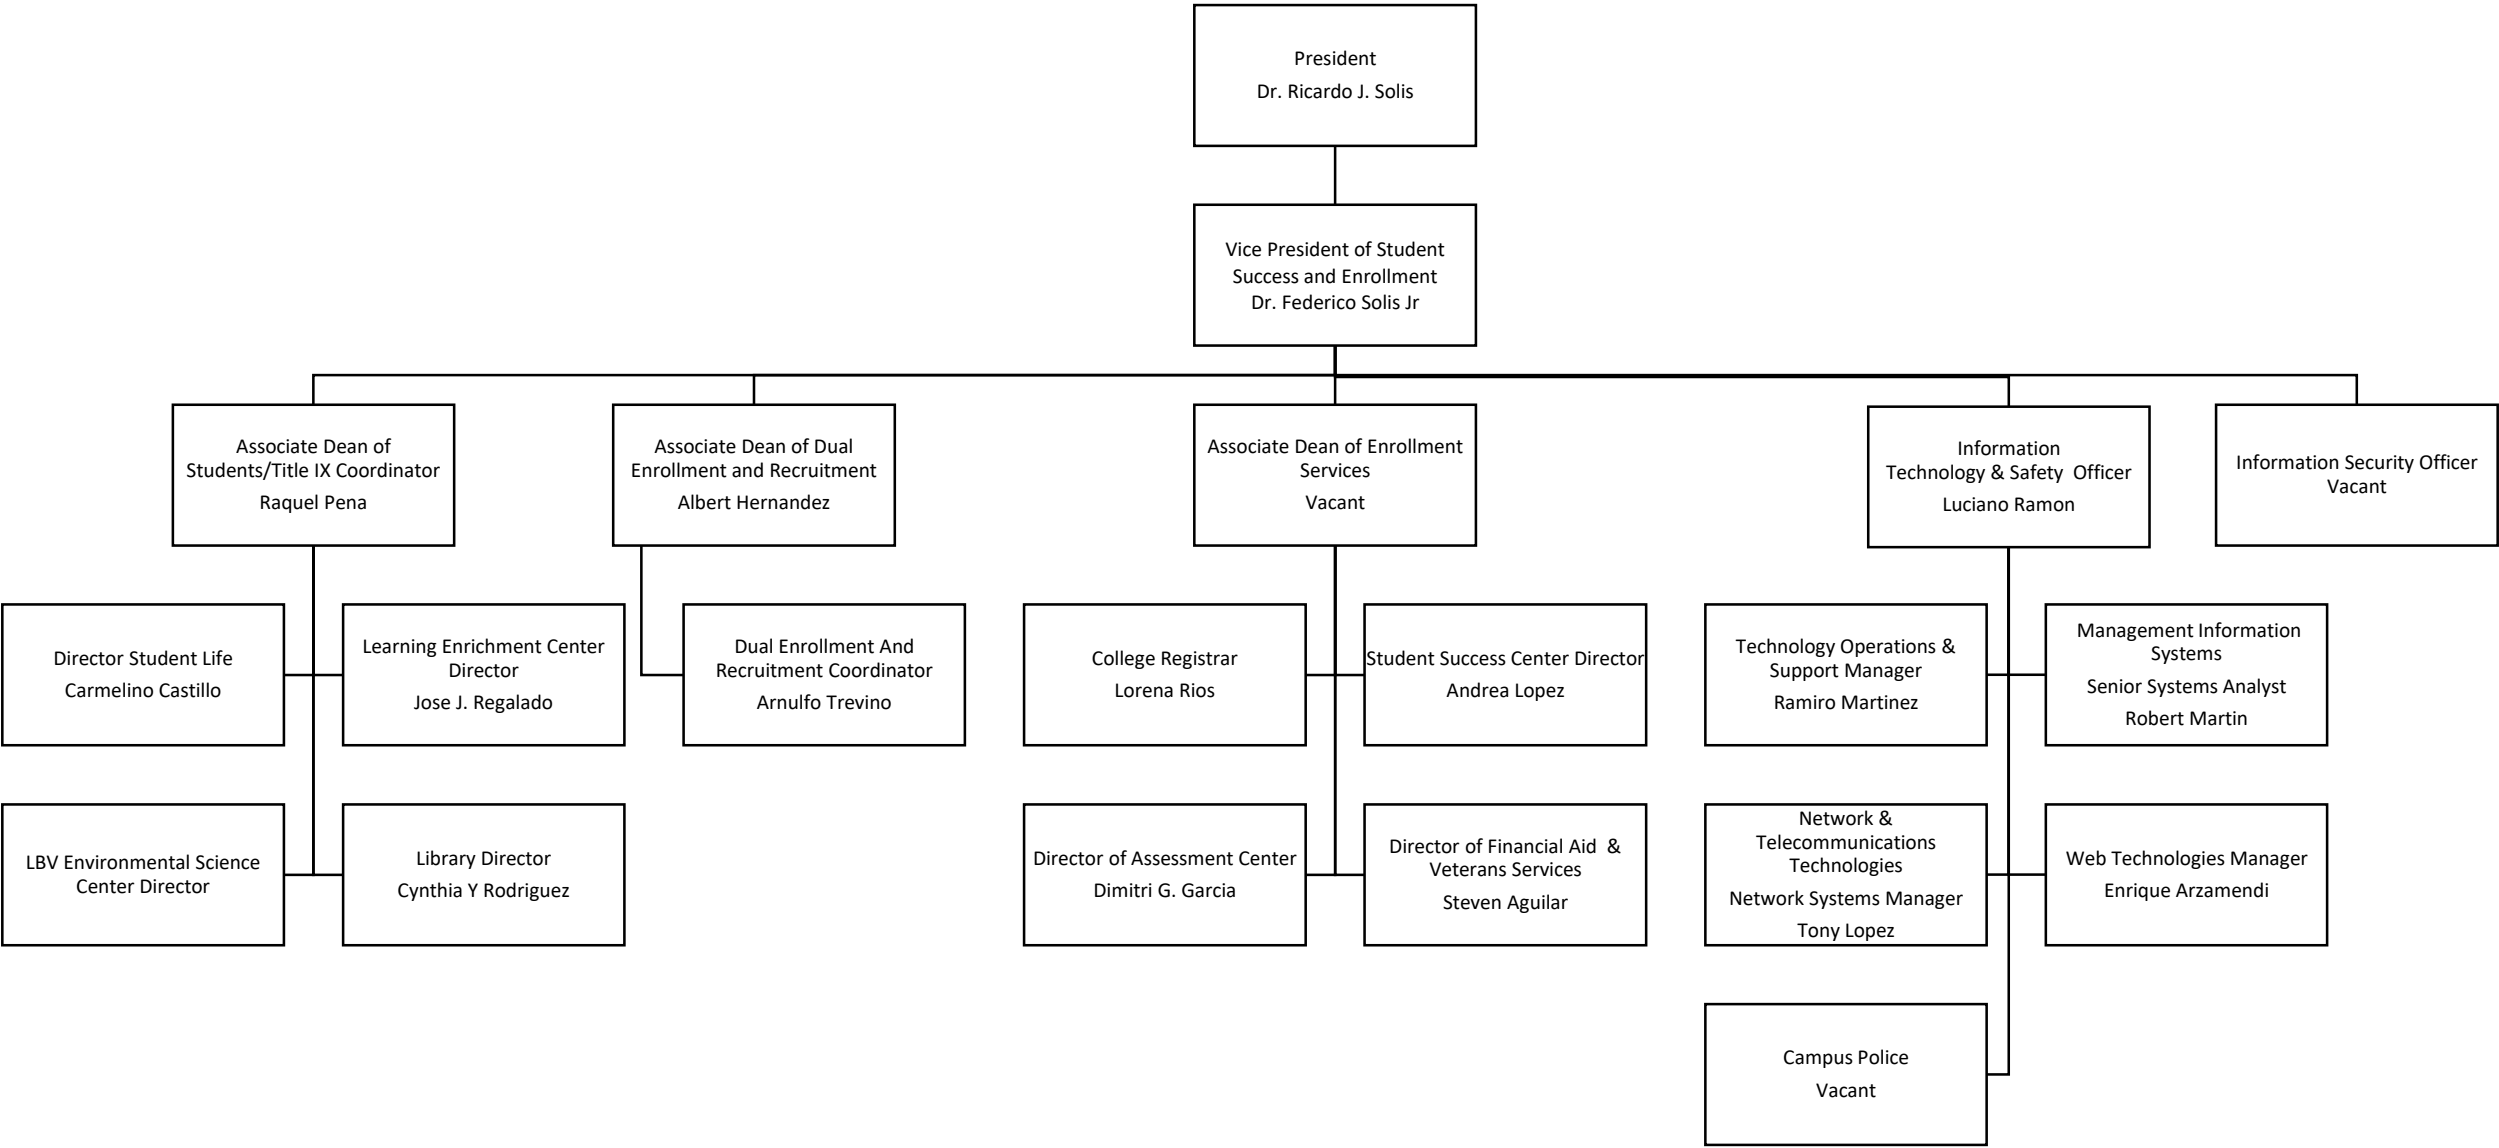 President
Dr. Ricardo J. Solis
Vice President of Student
Success and Enrollment
Dr. Federico Solis Jr
Associate Dean of
Students/Title IX Coordinator
Raquel Pena
Associate Dean of Dual
Enrollment and Recruitment
Albert Hernandez
Associate Dean of Enrollment
Services
Vacant
Information
Technology & Safety  Officer
Luciano Ramon
Information Security Officer
Vacant
Director Student Life
Carmelino Castillo
Learning Enrichment Center
Director
Jose J. Regalado
Dual Enrollment And
Recruitment Coordinator
Arnulfo Trevino
College Registrar
Lorena Rios
Student Success Center Director
Andrea Lopez
Technology Operations &
Support Manager
Ramiro Martinez
Management Information
Systems
Senior Systems Analyst
Robert Martin
LBV Environmental Science
Center Director
Library Director
Cynthia Y Rodriguez
Director of Assessment Center
Dimitri G. Garcia
Director of Financial Aid  &
Veterans Services
Steven Aguilar
Network &
Telecommunications
Technologies
Network Systems Manager
Tony Lopez
Web Technologies Manager
Enrique Arzamendi
Campus Police
Vacant